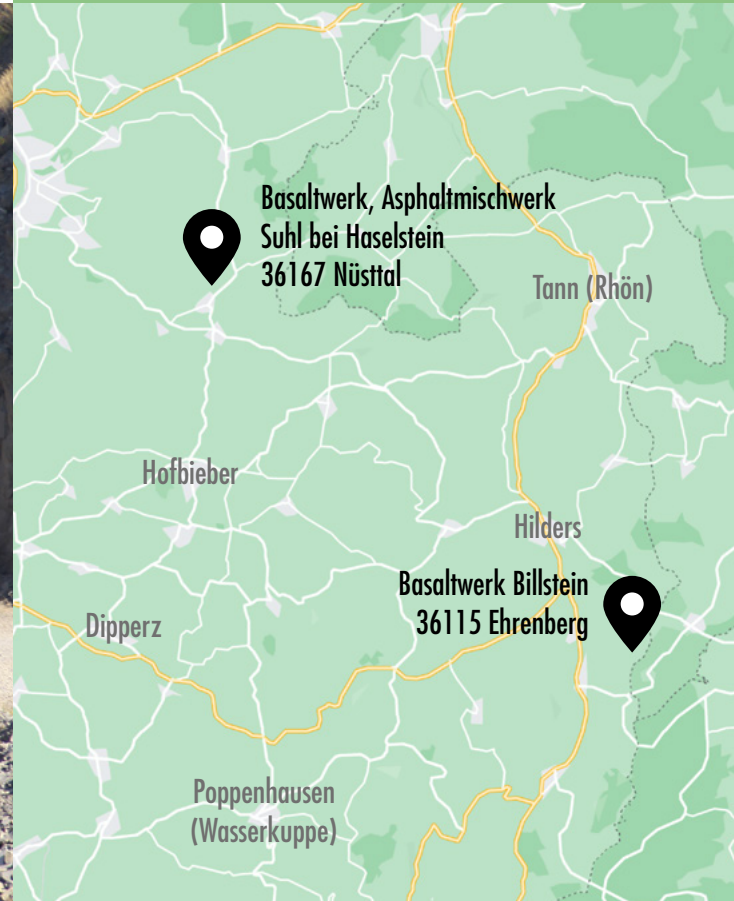 Basaltwerk, Asphaltmischwerk
Suhl bei Haselstein
36167 Nüsttal
Tann (Rhön)
Hofbieber
Hilders
Basaltwerk Billstein
36115 Ehrenberg
Dipperz
Poppenhausen
(Wasserkuppe)